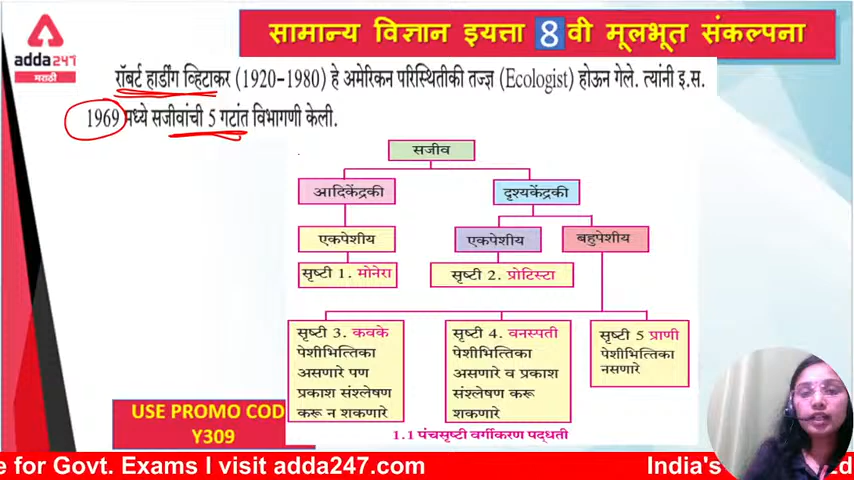 adda247
मराठी
सामान्य विज्ञान इयत्ता 8 वी मूलभूत संकल्पना
रॉबर्ट हार्डींग व्हिटाकर (1920-1980) हे अमेरिकन परिस्थितीकी तज्ज्ञ (Ecologist) होऊन गेले. त्यांनी इ.स.
1969 मध्ये सजीवांची 5 गटांत विभागणी केली.
सजीव
आदिकेंद्रकी
दृश्यकेंद्रकी
एकपेशीय
एकपेशीय
बहुपेशीय
सृष्टी 1. मोनेरा
सृष्टी 2. प्रोटिस्टा
सृष्टी 3. कवके
पेशीभित्तिका
असणारे पण
प्रकाश संश्लेषण
करू न शकणारे
सृष्टी 4. वनस्पती
पेशीभित्तिका
असणारे व प्रकाश
संश्लेषण करू
शकणारे
सृष्टी 5 प्राणी
पेशीभित्तिका
नसणारे
1.1 पंचसृष्टी वर्गीकरण पद्धती
USE PROMO COD
Y309
e for Govt. Exams I visit adda247.com
India's
ed